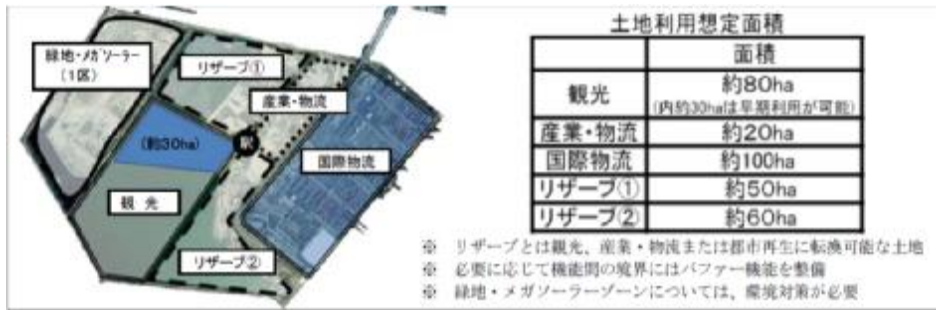 緑地・メガソーラー
(1区)
リザーブ①
産業・物流
(約30ha)
国際物流
観 光
リザーブ②
土地利用想定面積
面積
観光
約80ha
(内約30haは早期利用が可能)
産業・物流
約20ha
国際物流
約100ha
リザーブ①
約50ha
リザーブ②
約60ha
※ リザーブとは観光、産業・物流または都市再生に転換可能な土地
※ 必要に応じて機能間の境界にはバファー機能を整備
※ 緑地・メガソーラーゾーンについては、環境対策が必要